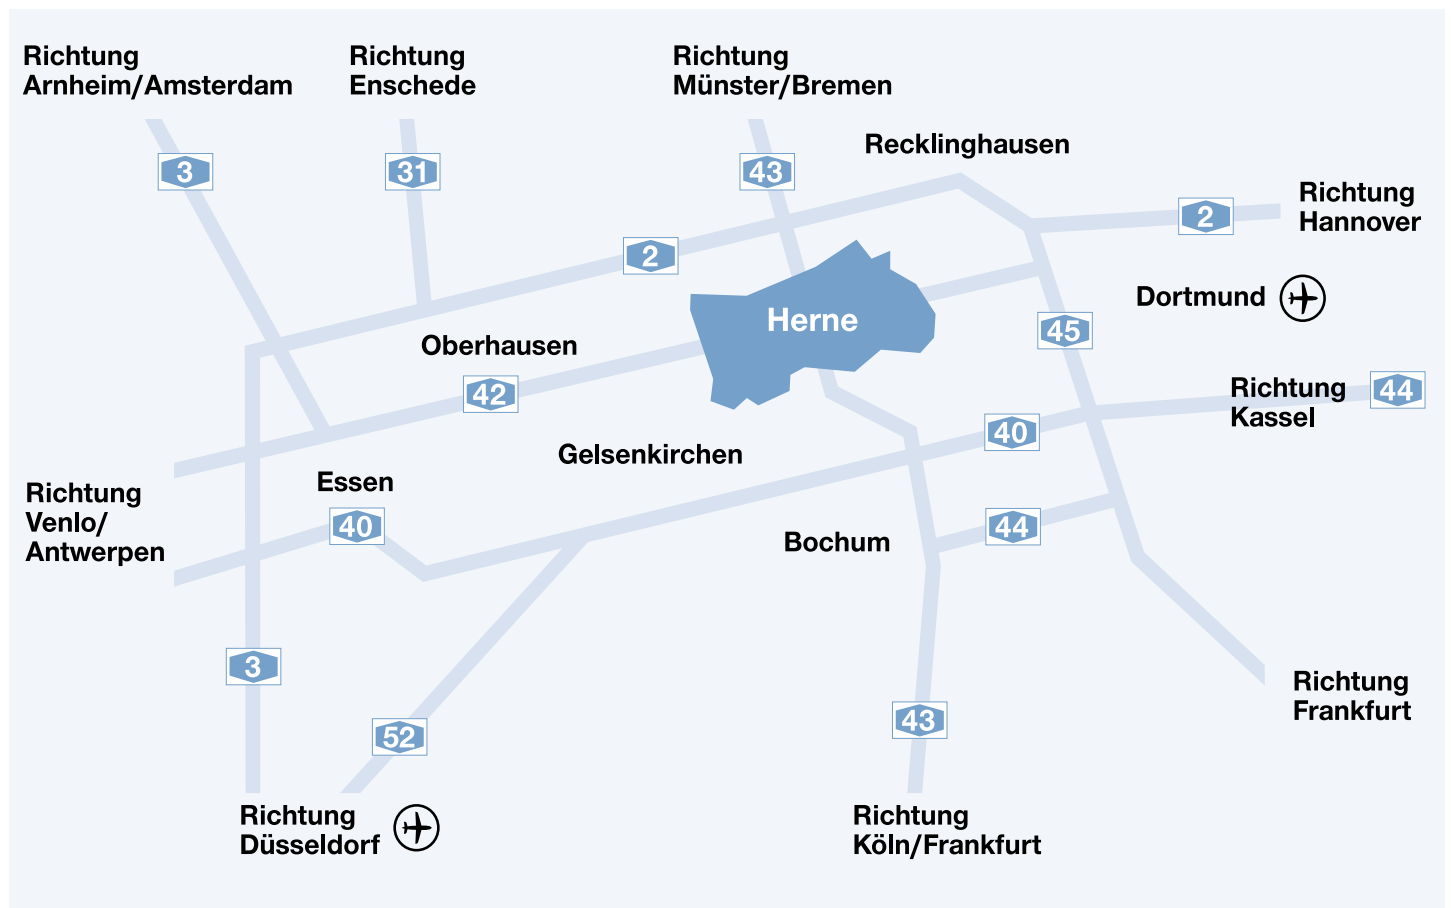 Richtung
Arnheim/Amsterdam
Richtung
Enschede
Richtung
Münster/Bremen
Recklinghausen
3
31
43
Richtung
Hannover
2
2
Dortmund
Herne
45
Oberhausen
42
Richtung
Kassel
44
40
Gelsenkirchen
Essen
Richtung
Venlo/
Antwerpen
40
44
Bochum
3
Richtung
Frankfurt
52
43
Richtung
Düsseldorf
Richtung
Köln/Frankfurt